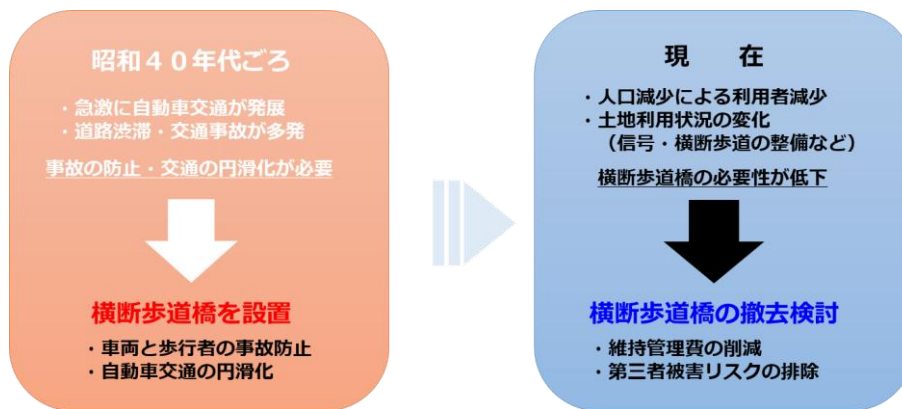 昭和４０年代ごろ
・急激に自動車交通が発展
・道路渋滞・交通事故が多発
事故の防止・交通の円滑化が必要
横断歩道橋を設置
・車両と歩行者の事故防止
・自動車交通の円滑化
現　在
・人口減少による利用者減少
・土地利用状況の変化
（信号・横断歩道の整備など）
横断歩道橋の必要性が低下
横断歩道橋の撤去検討
・維持管理費の削減
・第三者被害リスクの排除